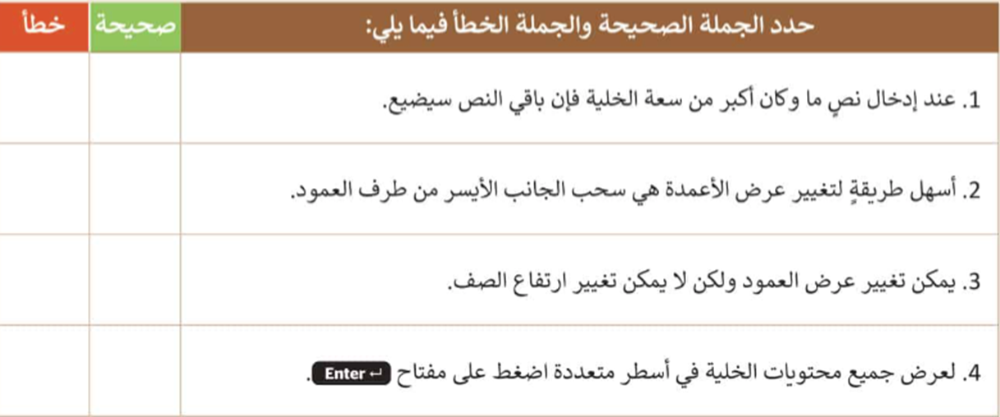 حدد الجملة الصحيحة والجملة الخطأ فيما يلي: صحيحة خطأ
1. عند إدخال نصٍ ما وكان أكبر من سعة الخلية فإن باقي النص سيضيع.
2. أسهل طريقةٍ لتغيير عرض الأعمدة هي سحب الجانب الأيسر من طرف العمود.
3. يمكن تغيير عرض العمود ولكن لا يمكن تغيير ارتفاع الصف.
4. لعرض جميع محتويات الخلية في أسطر متعددة اضغط على مفتاح Enter ↵.